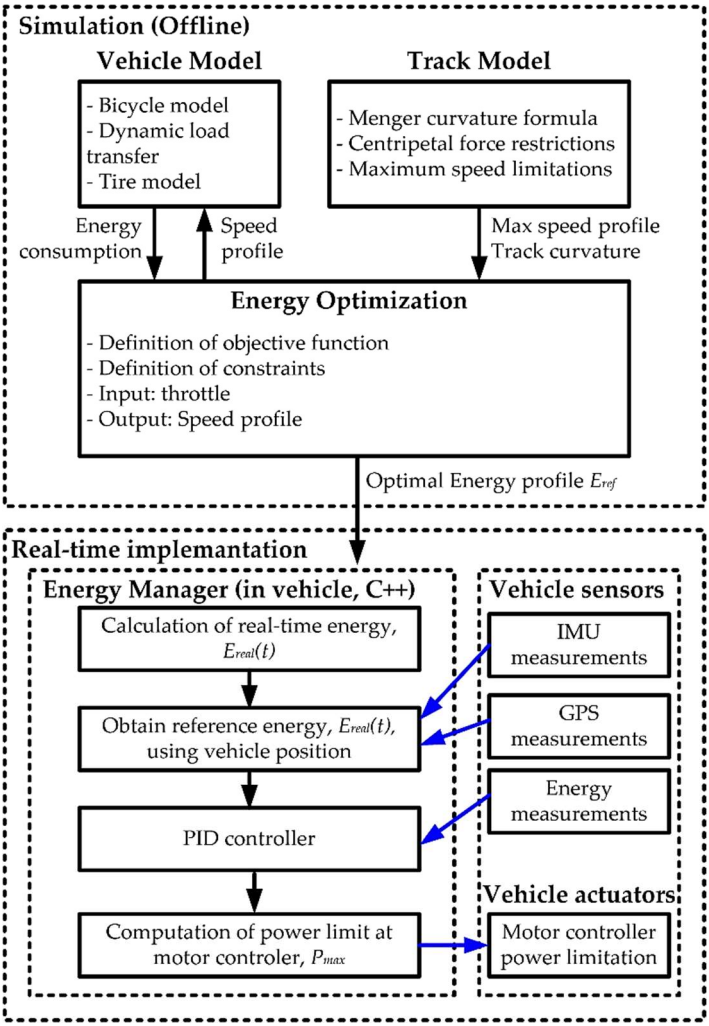 Simulation (Offline)
Vehicle Model
- Bicycle model
- Dynamic load
transfer
- Tire model
Track Model
- Menger curvature formula
- Centripetal force restrictions
- Maximum speed limitations
Energy
consumption
Speed
profile
Max speed profile
Track curvature
Energy Optimization
- Definition of objective function
- Definition of constraints
- Input: throttle
- Output: Speed profile
Optimal Energy profile Eref
Real-time implemantation
Energy Manager (in vehicle, C++)
Calculation of real-time energy,
Ereal(t)
Obtain reference energy, Ereal(t),
using vehicle position
PID controller
Computation of power limit at
motor controler, Pmax
Vehicle sensors
IMU
measurements
GPS
measurements
Energy
measurements
Vehicle actuators
Motor controller
power limitation